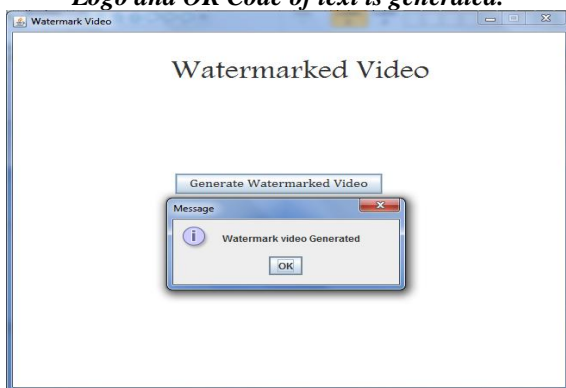 Logo and QR Code of text is generated.
Watermark Video
Watermarked Video
Generate Watermarked Video
Message
Watermark video Generated
OK